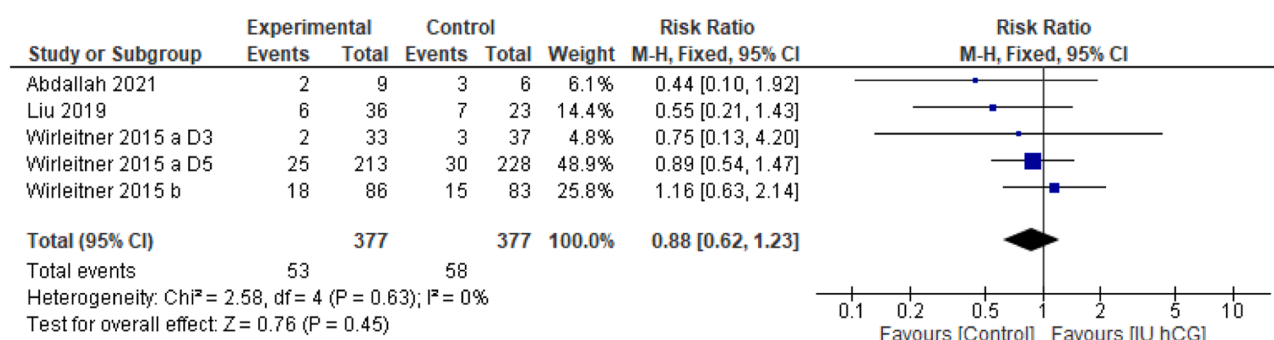 Experimental Control Risk Ratio Risk Ratio
Study or Subgroup Events Total Events Total Weight M-H, Fixed, 95% CI M-H, Fixed, 95% CI
Abdallah 2021 2 9 3 6 6.1% 0.44 [0.10, 1.92]
Liu 2019 6 36 7 23 14.4% 0.55 [0.21, 1.43]
Wirleitner 2015 a D3 2 33 3 37 4.8% 0.75 [0.13, 4.20]
Wirleitner 2015 a D5 25 213 30 228 48.9% 0.89 [0.54, 1.47]
Wirleitner 2015 b 18 86 15 83 25.8% 1.16 [0.63, 2.14]
Total (95% CI) 377 377 100.0% 0.88 [0.62, 1.23]
Total events 53 58
Heterogeneity: Chi² = 2.58, df = 4 (P = 0.63); I² = 0%
Test for overall effect: Z = 0.76 (P = 0.45)
0.1 0.2 0.5 1 2 5 10
Favours [Control] Favours [IU hCG]